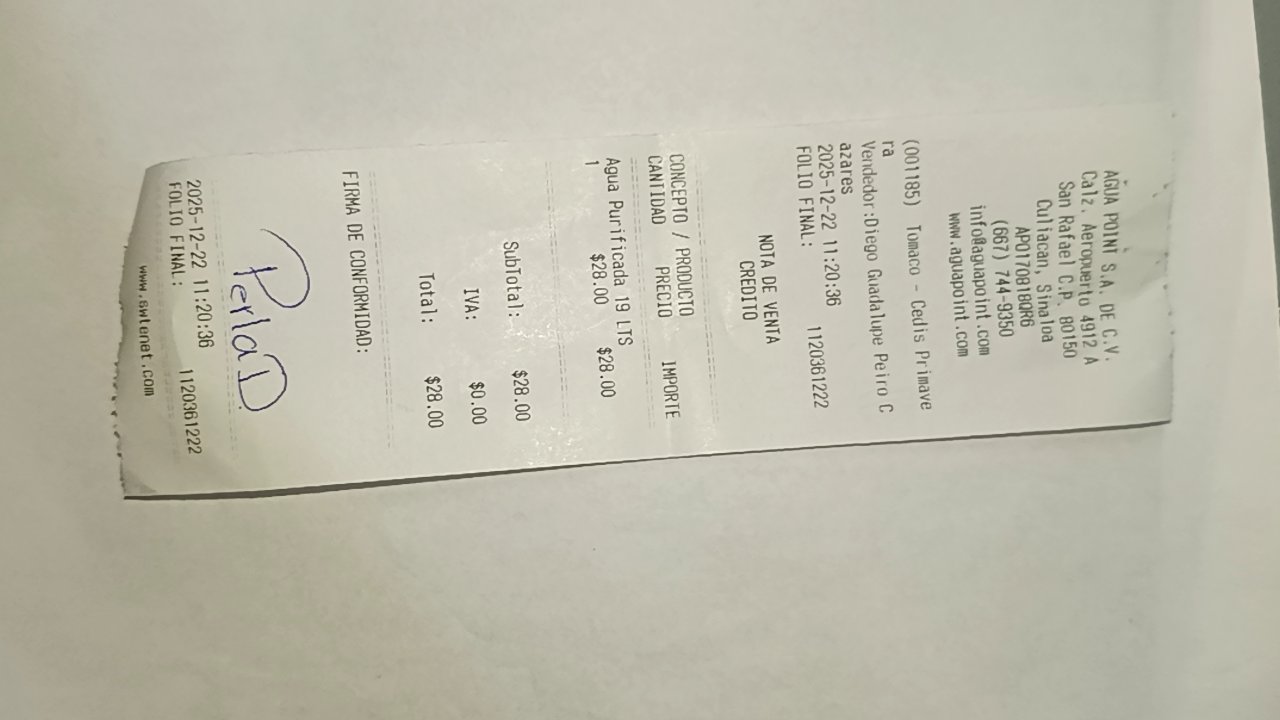 AGUA POINT S.A. DE C.V.
Calz. Aeropuerto 4912 A
San Rafael C.P. 80150
Culiacan, Sinaloa
APO170818QR6
(667) 744-9350
info@aguapoint.com
www.aguapoint.com
(001185) Tomaco - Cedis Primave
ra
Vendedor:Diego Guadalupe Peiro C
azares
2025-12-22 11:20:36
FOLIO FINAL: 1120361222
NOTA DE VENTA
CREDITO
CONCEPTO / PRODUCTO
CANTIDAD PRECIO IMPORTE
Agua Purificada 19 LTS
1 $28.00 $28.00
SubTotal: $28.00
IVA: $0.00
Total: $28.00
FIRMA DE CONFORMIDAD:
Perla D.
2025-12-22 11:20:36
FOLIO FINAL: 1120361222
www.swtenet.com